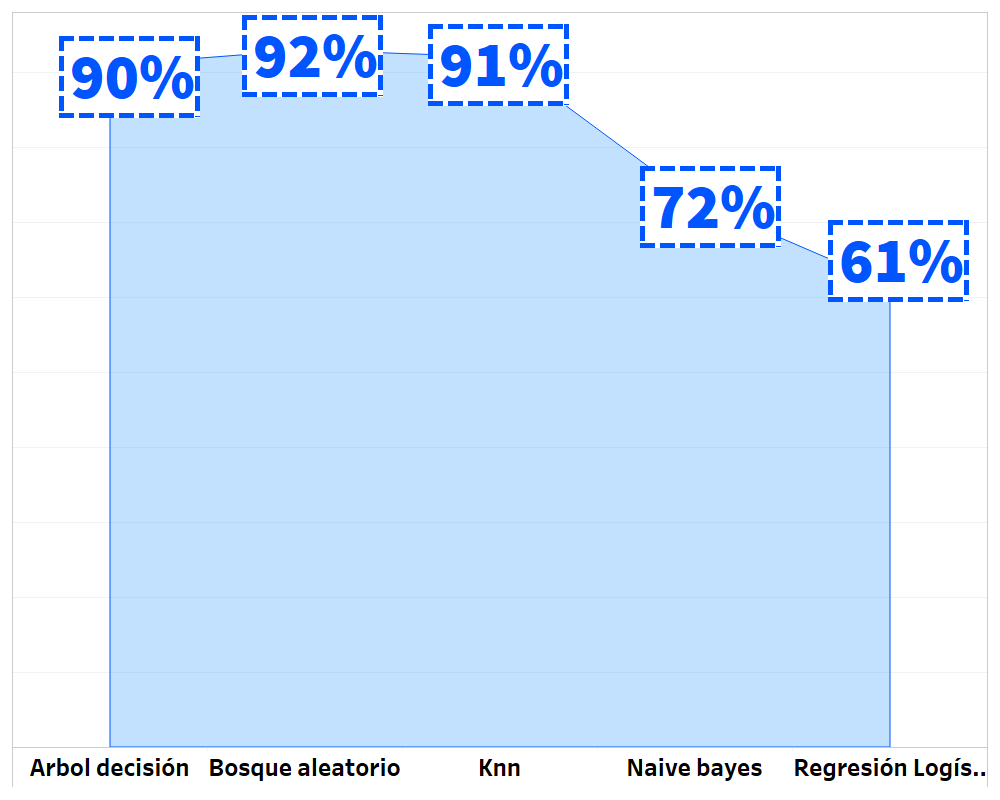 90%
92%
91%
72%
61%
Arbol decisión
Bosque aleatorio
Knn
Naive bayes
Regresión Logís..